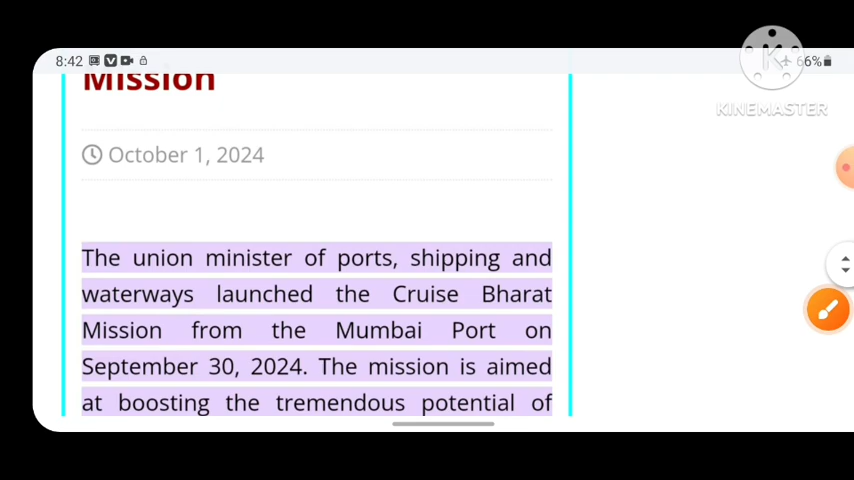 8:42
66%
KINEMASTER
Mission
October 1, 2024
The union minister of ports, shipping and
waterways launched the Cruise Bharat
Mission from the Mumbai Port on
September 30, 2024. The mission is aimed
at boosting the tremendous potential of